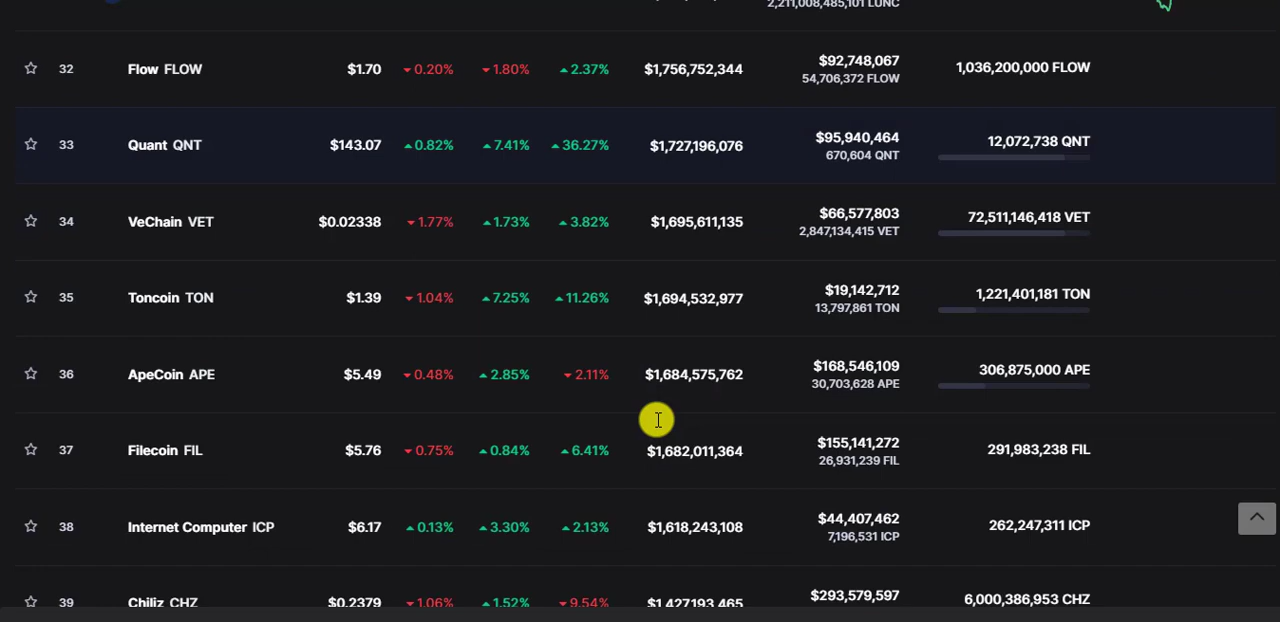 2,211,008,485,101 LUNC
32 Flow FLOW $1.70 0.20% 1.80% 2.37% $1,756,752,344 $92,748,067 1,036,200,000 FLOW
54,706,372 FLOW
33 Quant QNT $143.07 0.82% 7.41% 36.27% $1,727,196,076 $95,940,464 12,072,738 QNT
670,604 QNT
34 VeChain VET $0.02338 1.77% 1.73% 3.82% $1,695,611,135 $66,577,803 72,511,146,418 VET
2,847,134,415 VET
35 Toncoin TON $1.39 1.04% 7.25% 11.26% $1,694,532,977 $19,142,712 1,221,401,181 TON
13,797,861 TON
36 ApeCoin APE $5.49 0.48% 2.85% 2.11% $1,684,575,762 $168,546,109 306,875,000 APE
30,703,628 APE
37 Filecoin FIL $5.76 0.75% 0.84% 6.41% $1,682,011,364 $155,141,272 291,983,238 FIL
26,931,239 FIL
38 Internet Computer ICP $6.17 0.13% 3.30% 2.13% $1,618,243,108 $44,407,462 262,247,311 ICP
7,196,531 ICP
39 Chiliz CHZ $0.2379 1.06% 1.52% 9.54% $1,427,193,465 $293,579,597 6,000,386,953 CHZ